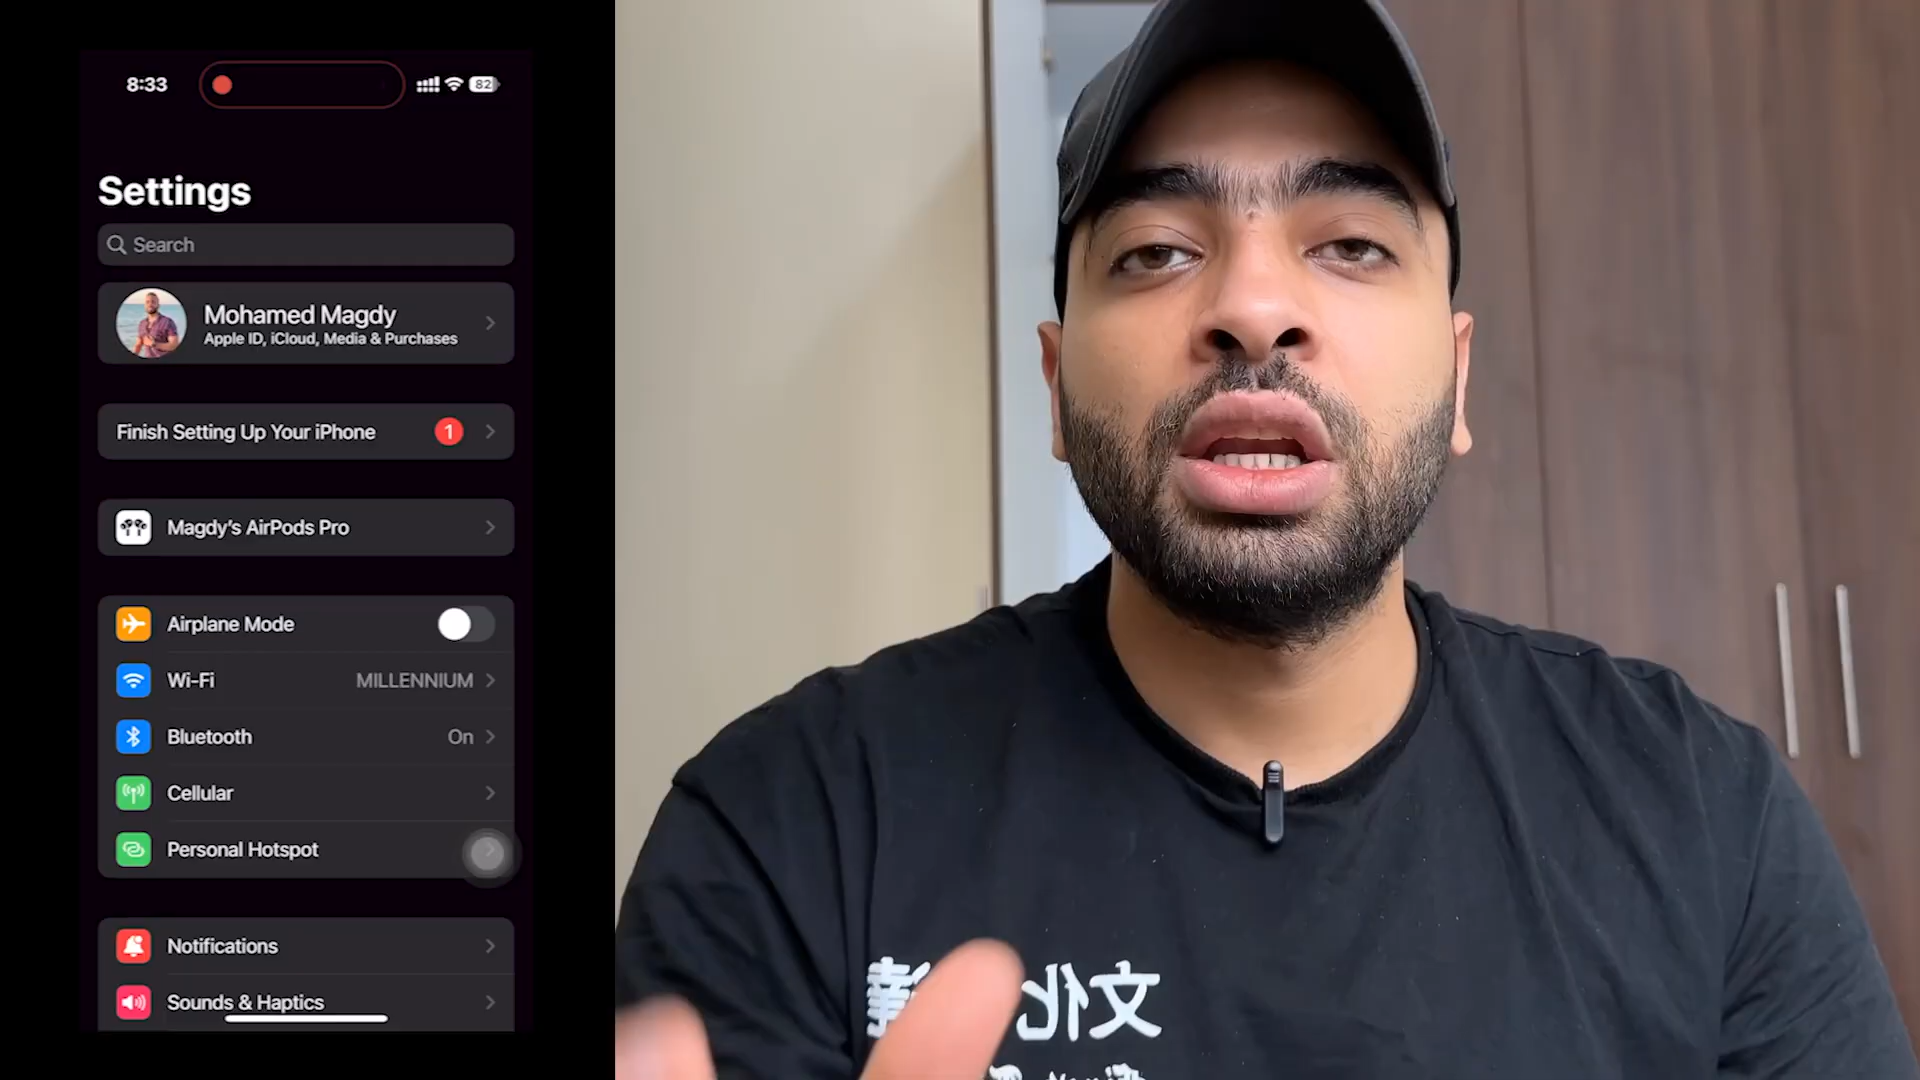 8:33
82
Settings
Search
Mohamed Magdy
Apple ID, iCloud, Media & Purchases
Finish Setting Up Your iPhone
1
Magdy's AirPods Pro
Airplane Mode
Wi-Fi
MILLENNIUM
Bluetooth
On
Cellular
Personal Hotspot
Notifications
Sounds & Haptics
文化